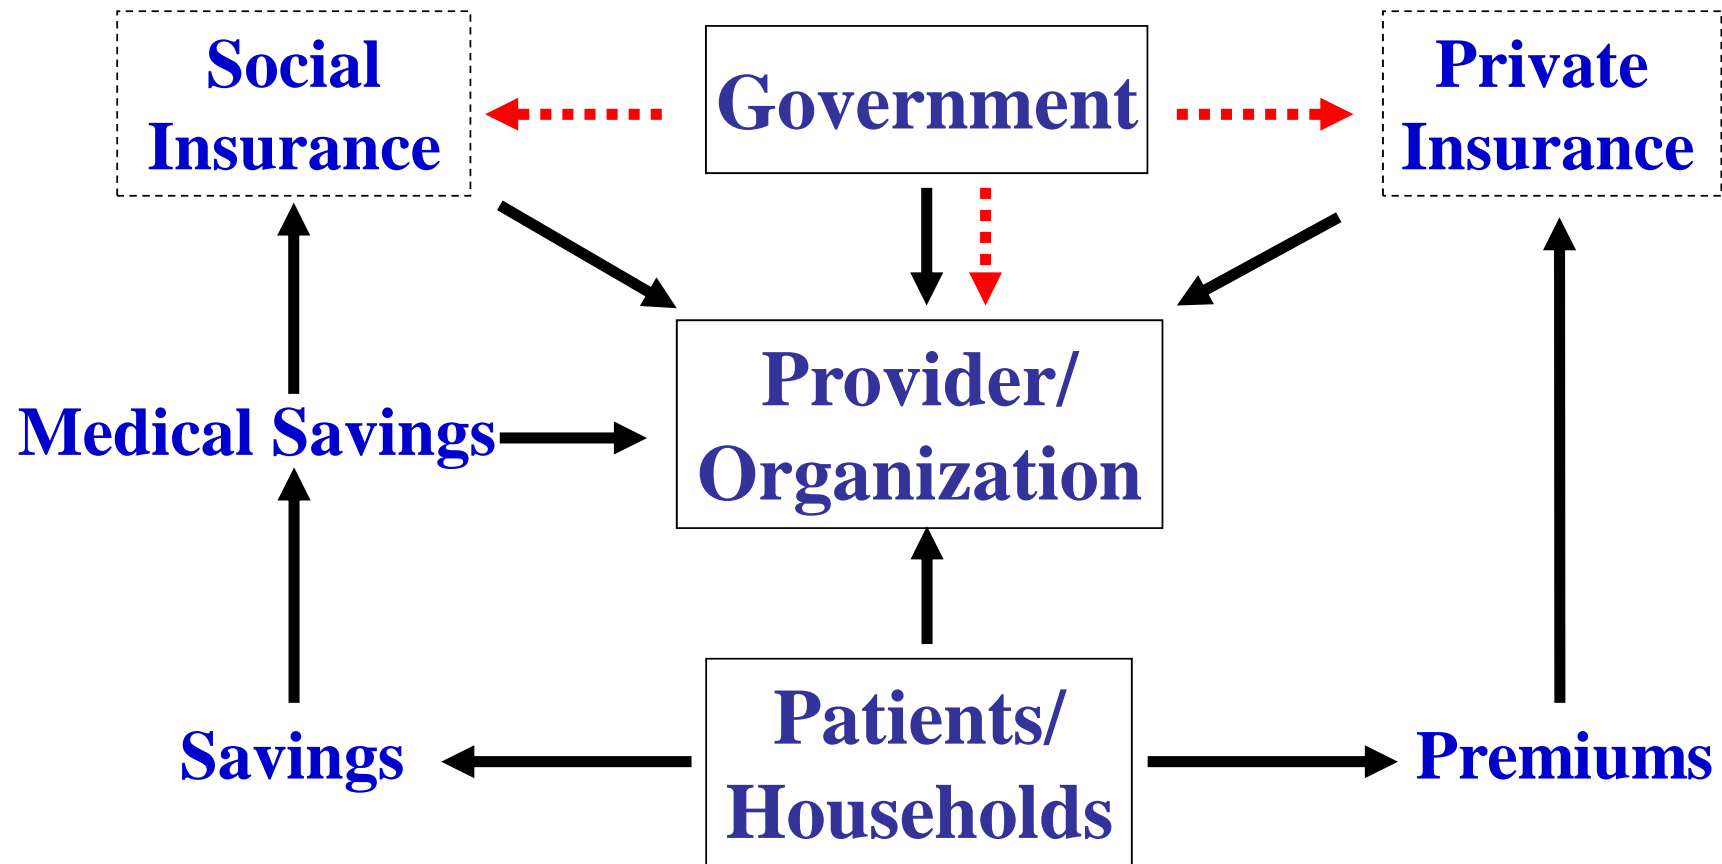 Social
Insurance
Government
Private
Insurance
Provider/
Organization
Medical Savings
Patients/
Households
Savings
Premiums